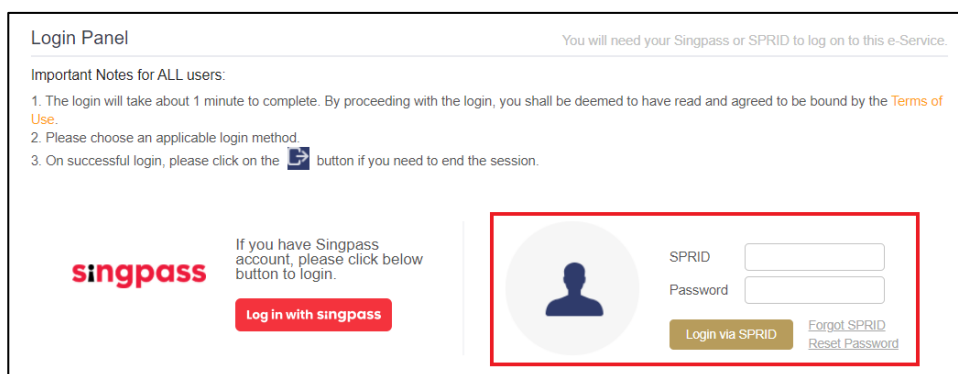 Login Panel
You will need your Singpass or SPRID to log on to this e-Service.
Important Notes for ALL users:
1. The login will take about 1 minute to complete. By proceeding with the login, you shall be deemed to have read and agreed to be bound by the Terms of
Use.
2. Please choose an applicable login method.
3. On successful login, please click on the button if you need to end the session.
singpass
If you have Singpass
account, please click below
button to login.
Log in with singpass
SPRID
Password
Login via SPRID
Forgot SPRID
Reset Password